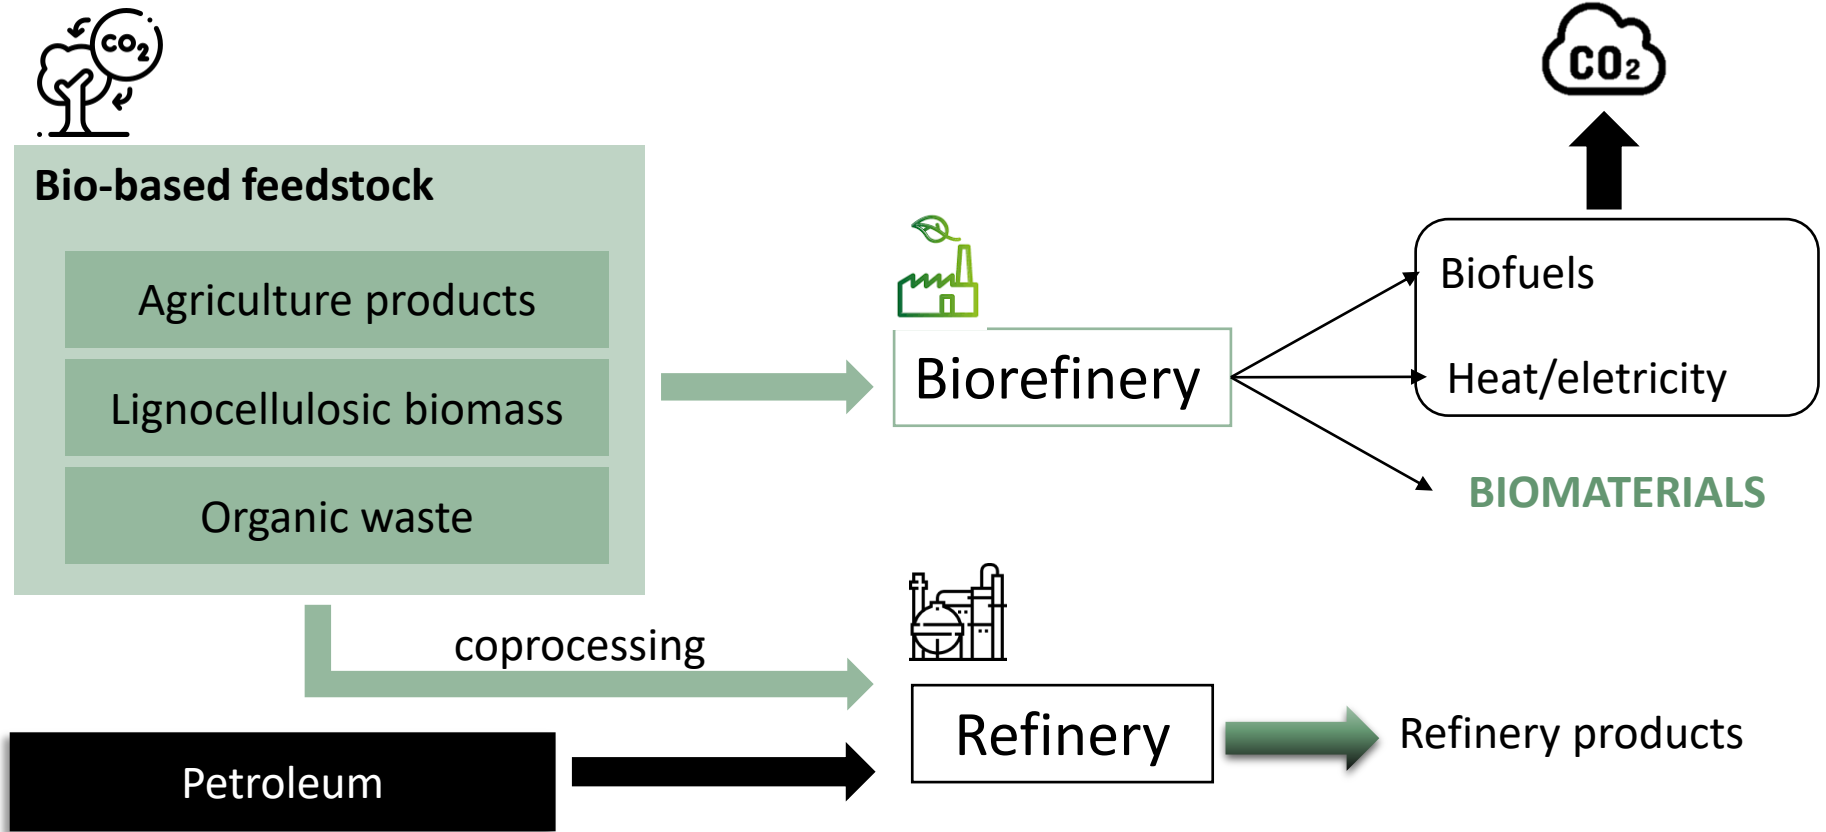 CO2
CO2
Bio-based feedstock
Agriculture products
Lignocellulosic biomass
Organic waste
Biorefinery
Biofuels
Heat/eletricity
BIOMATERIALS
coprocessing
Petroleum
Refinery
Refinery products